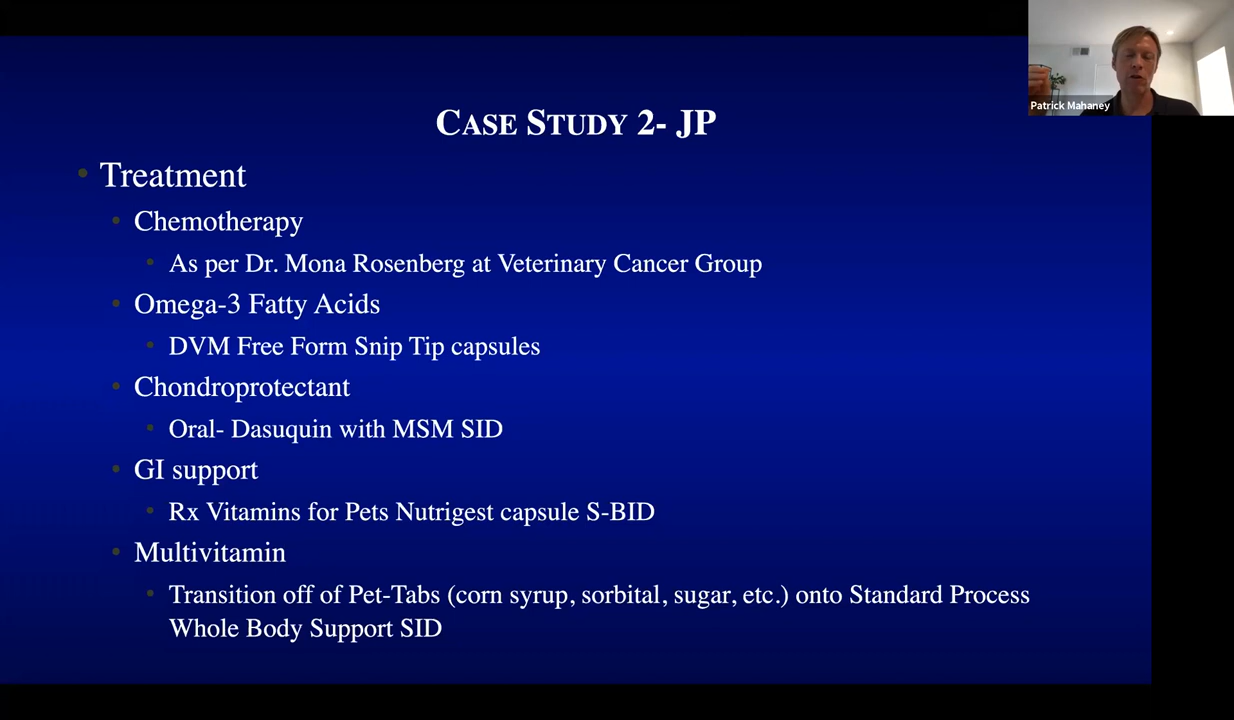 Patrick Mahaney
CASE STUDY 2- JP
Treatment
Chemotherapy
As per Dr. Mona Rosenberg at Veterinary Cancer Group
Omega-3 Fatty Acids
DVM Free Form Snip Tip capsules
Chondroprotectant
Oral- Dasuquin with MSM SID
GI support
Rx Vitamins for Pets Nutrigest capsule S-BID
Multivitamin
Transition off of Pet-Tabs (corn syrup, sorbital, sugar, etc.) onto Standard Process
Whole Body Support SID